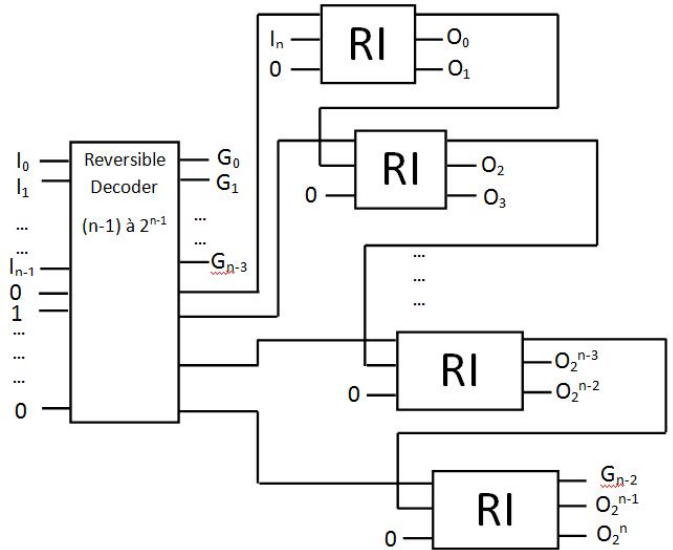 Iₙ RI O₀
0 O₁
I₀ Reversible G₀
I₁ Decoder G₁
RI O₂
0 O₃
(n-1) à 2ⁿ⁻¹
...
...
...
...
Iₙ₋₁ Gₙ₋₃
0
1
...
...
...
0
...
...
...
RI O₂ⁿ⁻³
0 O₂ⁿ⁻²
RI Gₙ₋₂
O₂ⁿ⁻¹
0 O₂ⁿ